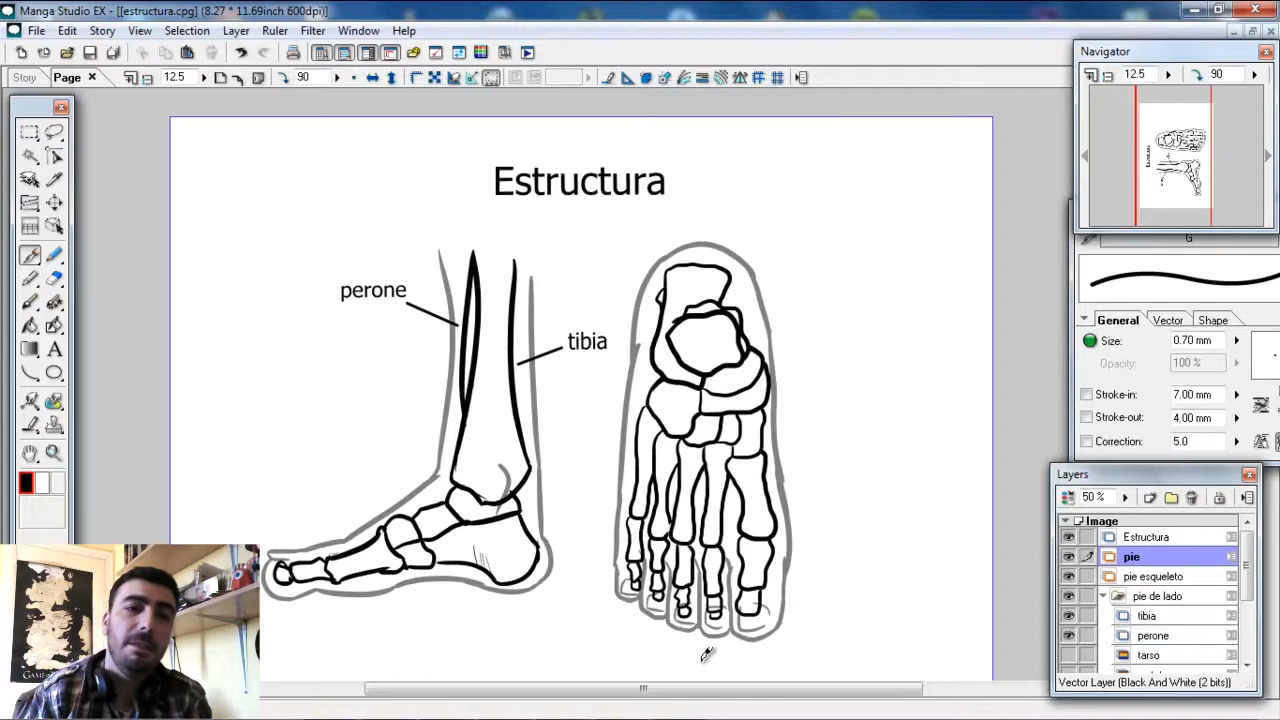 Manga Studio EX - [[estructura.cpg] (8.27 * 11.69inch 600dpi)]
File Edit Story View Selection Layer Ruler Filter Window Help
Story Page 12.5 90
Navigator
12.5 90
Estructura
perone
tibia
G
General Vector Shape
Size: 0.70 mm
Opacity: 100 %
Stroke-in: 7.00 mm
Stroke-out: 4.00 mm
Correction: 5.0
Layers
50 %
Image
Estructura
pie
pie esqueleto
pie de lado
tibia
perone
tarso
Vector Layer (Black And White (2 bits))